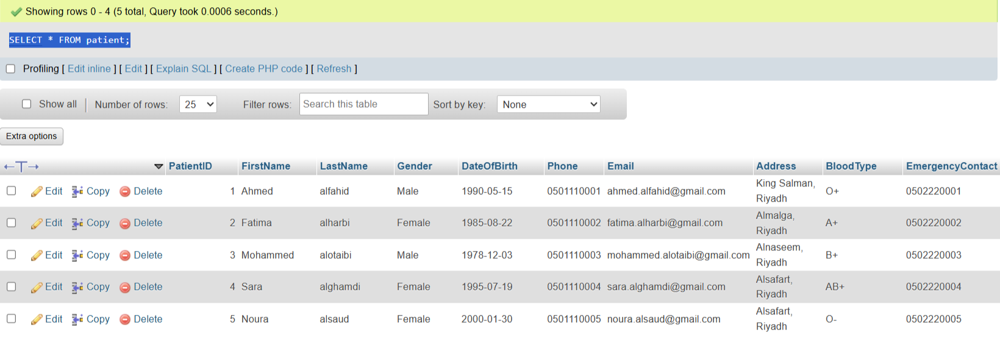 Showing rows 0 - 4 (5 total, Query took 0.0006 seconds.)
SELECT * FROM patient;
Profiling [ Edit inline ] [ Edit ] [ Explain SQL ] [ Create PHP code ] [ Refresh ]
Show all | Number of rows: 25 Filter rows: Search this table Sort by key: None
Extra options
←T→ PatientID FirstName LastName Gender DateOfBirth Phone Email Address BloodType EmergencyContact
Edit Copy Delete 1 Ahmed alfahid Male 1990-05-15 0501110001 ahmed.alfahid@gmail.com King Salman, Riyadh O+ 0502220001
Edit Copy Delete 2 Fatima alharbi Female 1985-08-22 0501110002 fatima.alharbi@gmail.com Almalga, Riyadh A+ 0502220002
Edit Copy Delete 3 Mohammed alotaibi Male 1978-12-03 0501110003 mohammed.alotaibi@gmail.com Alnaseem, Riyadh B+ 0502220003
Edit Copy Delete 4 Sara alghamdi Female 1995-07-19 0501110004 sara.alghamdi@gmail.com Alsafart, Riyadh AB+ 0502220004
Edit Copy Delete 5 Noura alsaud Female 2000-01-30 0501110005 noura.alsaud@gmail.com Alsafart, Riyadh O- 0502220005